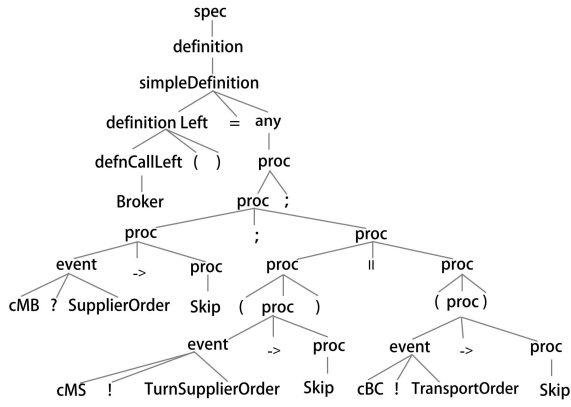 spec
definition
simpleDefinition
definition Left = any
defnCallLeft ( ) proc
Broker proc ;
proc ; proc
event -> proc proc || proc
cMB ? SupplierOrder Skip ( proc ) ( proc )
event -> proc event -> proc
cMS ! TurnSupplierOrder Skip cBC ! TransportOrder Skip